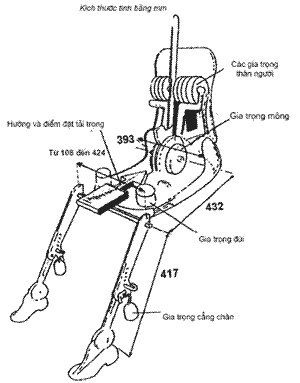 Kích thước tính bằng mm
Các gia trọng
thân người
Gia trọng mông
Hướng và điểm đặt tải trọng
393
Từ 108 đến 424
432
Gia trọng đùi
417
Gia trọng cẳng chân